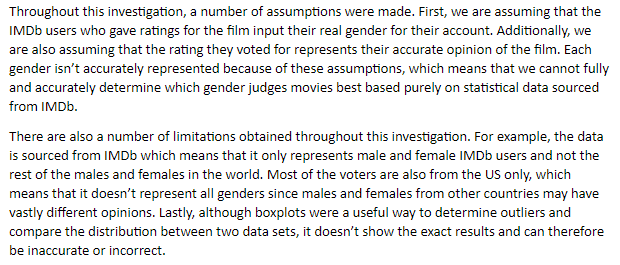 Throughout this investigation, a number of assumptions were made. First, we are assuming that the
IMDb users who gave ratings for the film input their real gender for their account. Additionally, we
are also assuming that the rating they voted for represents their accurate opinion of the film. Each
gender isn't accurately represented because of these assumptions, which means that we cannot fully
and accurately determine which gender judges movies best based purely on statistical data sourced
from IMDb.
There are also a number of limitations obtained throughout this investigation. For example, the data
is sourced from IMDb which means that it only represents male and female IMDb users and not the
rest of the males and females in the world. Most of the voters are also from the US only, which
means that it doesn't represent all genders since males and females from other countries may have
vastly different opinions. Lastly, although boxplots were a useful way to determine outliers and
compare the distribution between two data sets, it doesn't show the exact results and can therefore
be inaccurate or incorrect.